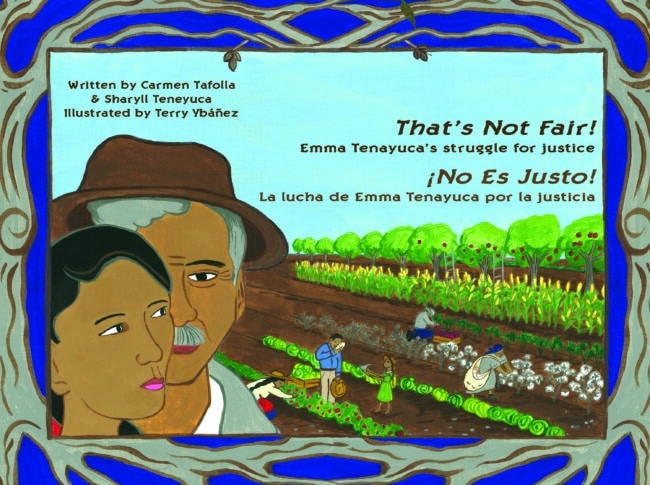 Written by Carmen Tafolla
& Sharyll Teneyuca
Illustrated by Terry Ybáñez
That's Not Fair!
Emma Tenayuca's struggle for justice
¡No Es Justo!
La lucha de Emma Tenayuca por la justicia